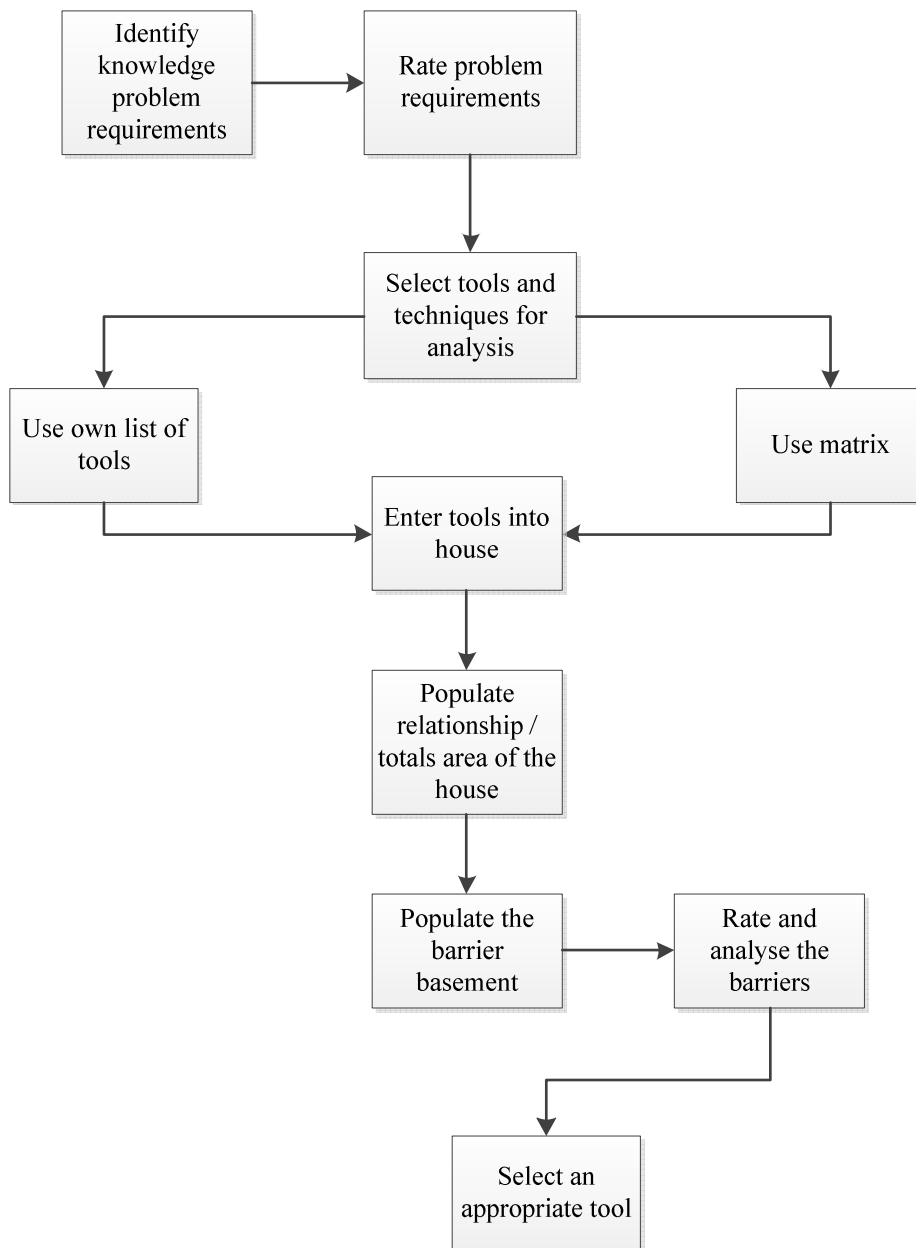 Identify
knowledge
problem
requirements
Rate problem
requirements
Select tools and
techniques for
analysis
Use own list of
tools
Use matrix
Enter tools into
house
Populate
relationship /
totals area of the
house
Populate the
barrier
basement
Rate and
analyse the
barriers
Select an
appropriate tool